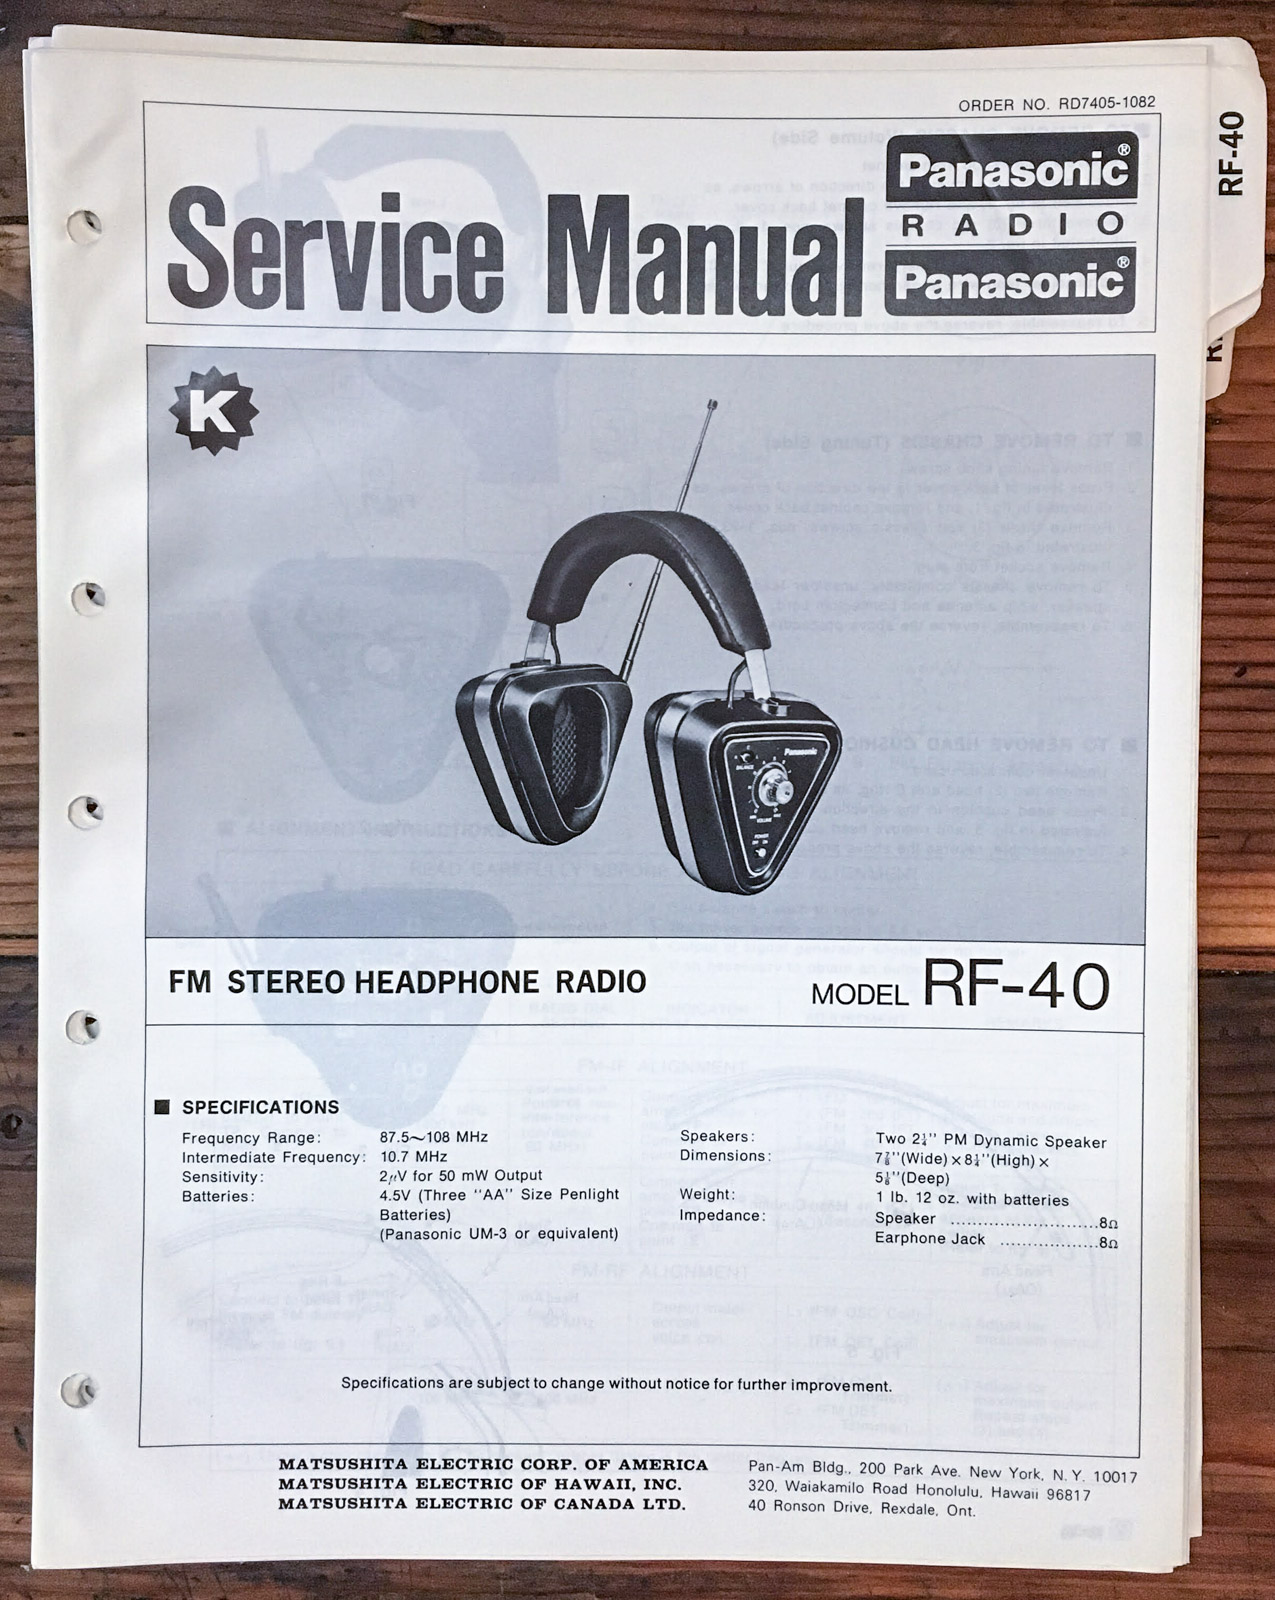 ORDER NO. RD7405-1082
RF-40
Service Manual
Panasonic®
RADIO
Panasonic®
K
Panasonic
BALANCE
VOLUME
POWER
FM STEREO HEADPHONE RADIO
MODEL RF-40
■ SPECIFICATIONS
Frequency Range: 87.5~108 MHz
Intermediate Frequency: 10.7 MHz
Sensitivity: 2μV for 50 mW Output
Batteries: 4.5V (Three "AA" Size Penlight
Batteries)
(Panasonic UM-3 or equivalent)
Speakers: Two 2¼" PM Dynamic Speaker
Dimensions: 7⅞"(Wide) × 8¼"(High) ×
5⅛"(Deep)
Weight: 1 lb. 12 oz. with batteries
Impedance: Speaker ...........................8Ω
Earphone Jack ..................8Ω
Specifications are subject to change without notice for further improvement.
MATSUSHITA ELECTRIC CORP. OF AMERICA Pan-Am Bldg., 200 Park Ave. New York, N.Y. 10017
MATSUSHITA ELECTRIC OF HAWAII, INC. 320, Waiakamilo Road Honolulu, Hawaii 96817
MATSUSHITA ELECTRIC OF CANADA LTD. 40 Ronson Drive, Rexdale, Ont.